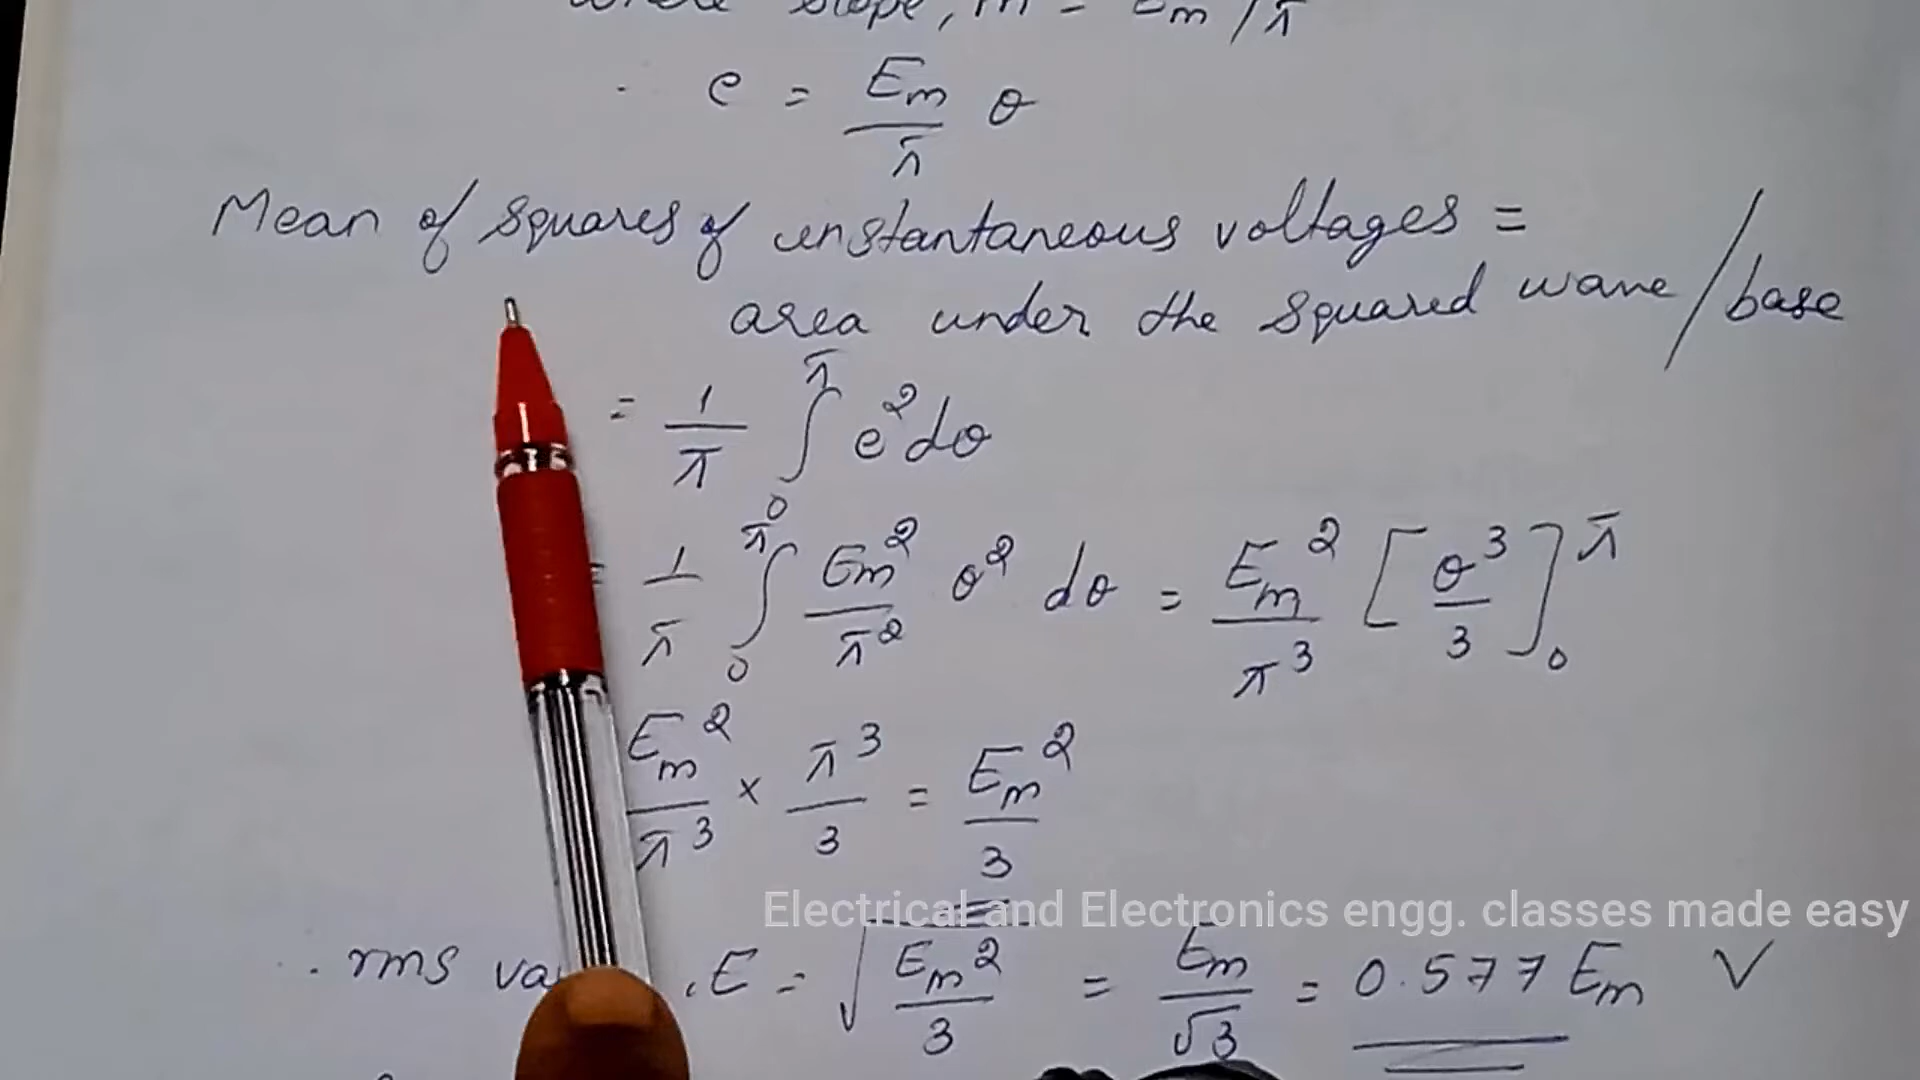 slope, m = Em/π
∴ e = Em/π θ
Mean of squares of instantaneous voltages =
area under the squared wave / base
= 1/π ∫₀^π e² dθ
= 1/π ∫₀^π Em²/π² θ² dθ = Em²/π³ [θ³/3]₀^π
Em²/π³ × π³/3 = Em²/3
Electrical and Electronics engg. classes made easy
∴ rms , E = √(Em²/3) = Em/√3 = 0.577 Em V